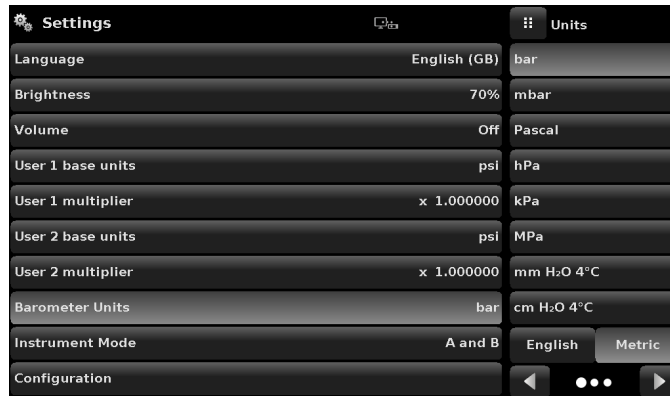 Settings
Language English (GB)
Brightness 70%
Volume Off
User 1 base units psi
User 1 multiplier x 1.000000
User 2 base units psi
User 2 multiplier x 1.000000
Barometer Units bar
Instrument Mode A and B
Configuration
Units
bar
mbar
Pascal
hPa
kPa
MPa
mm H₂O 4°C
cm H₂O 4°C
English Metric